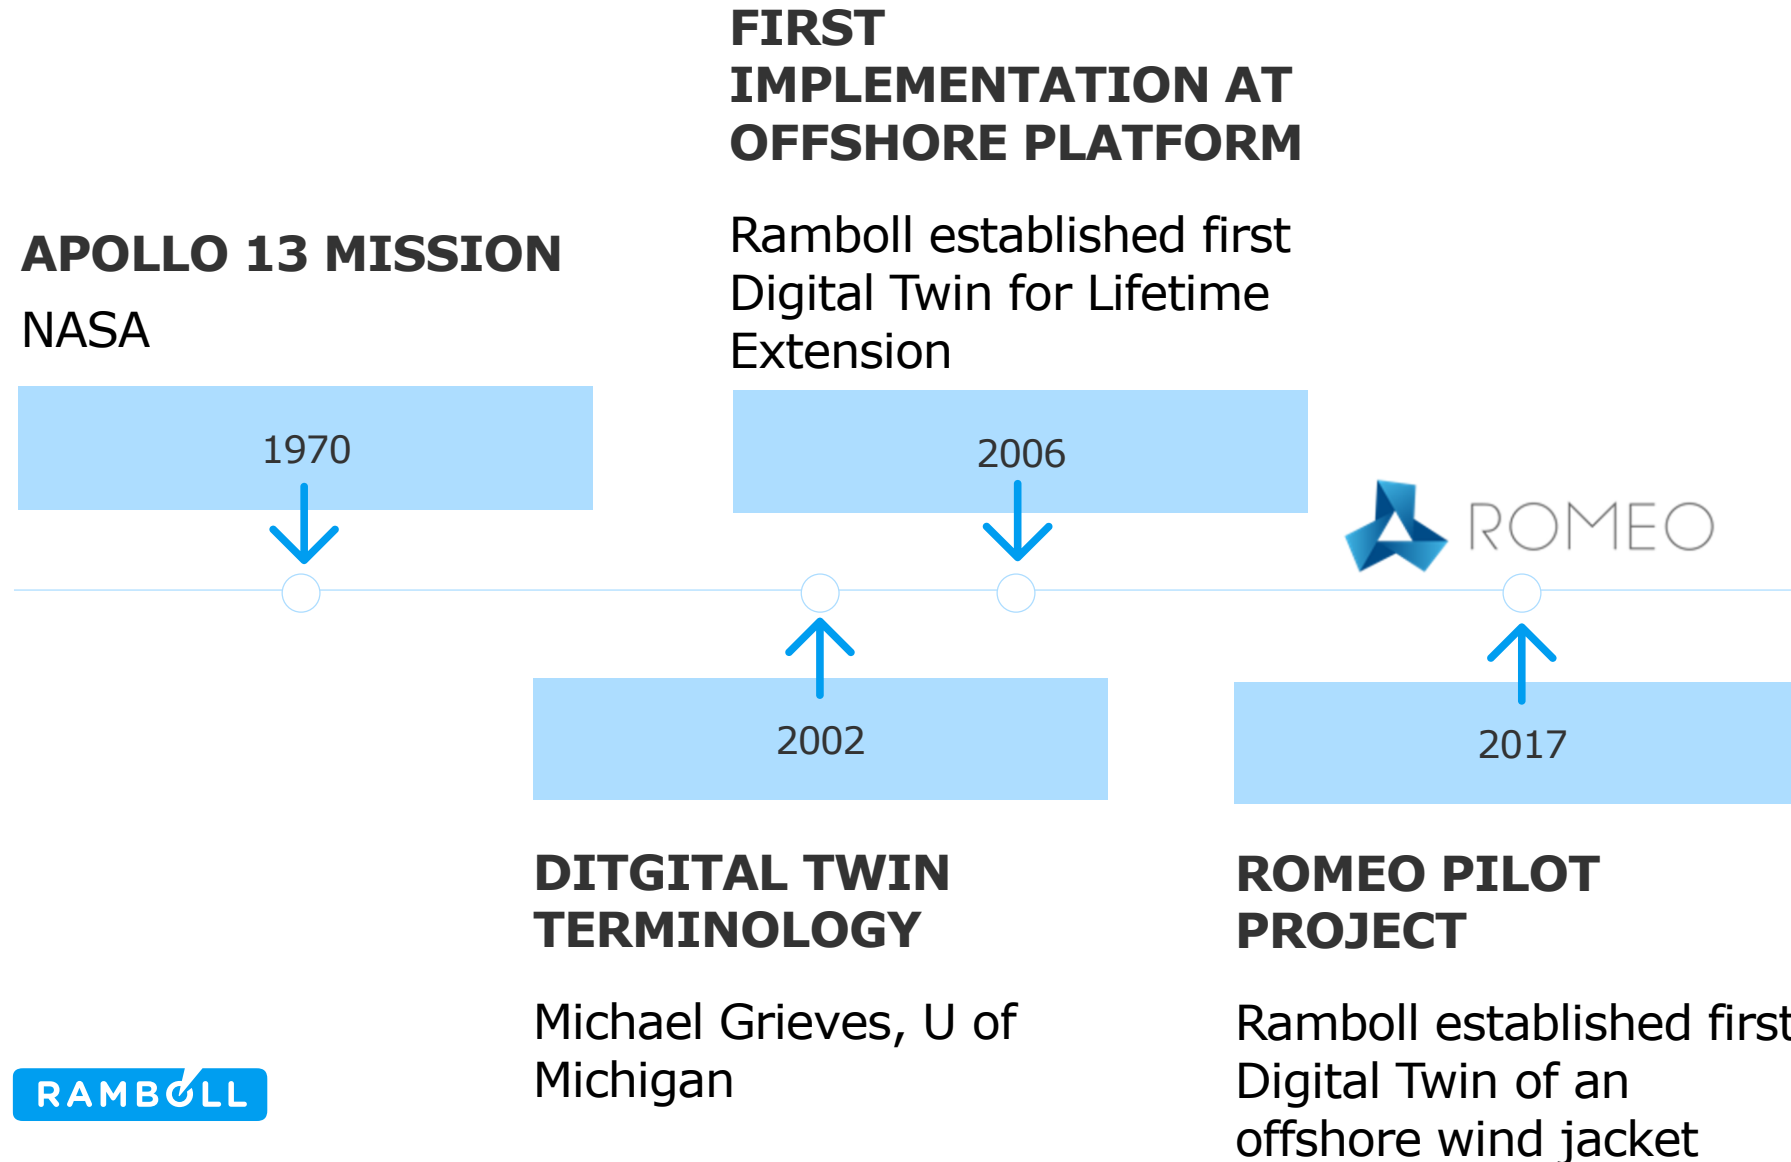 APOLLO 13 MISSION
NASA
1970
FIRST
IMPLEMENTATION AT
OFFSHORE PLATFORM
Ramboll established first
Digital Twin for Lifetime
Extension
2006
ROMEO
2002
DITGITAL TWIN
TERMINOLOGY
Michael Grieves, U of
Michigan
2017
ROMEO PILOT
PROJECT
Ramboll established first
Digital Twin of an
offshore wind jacket
RAMBOLL